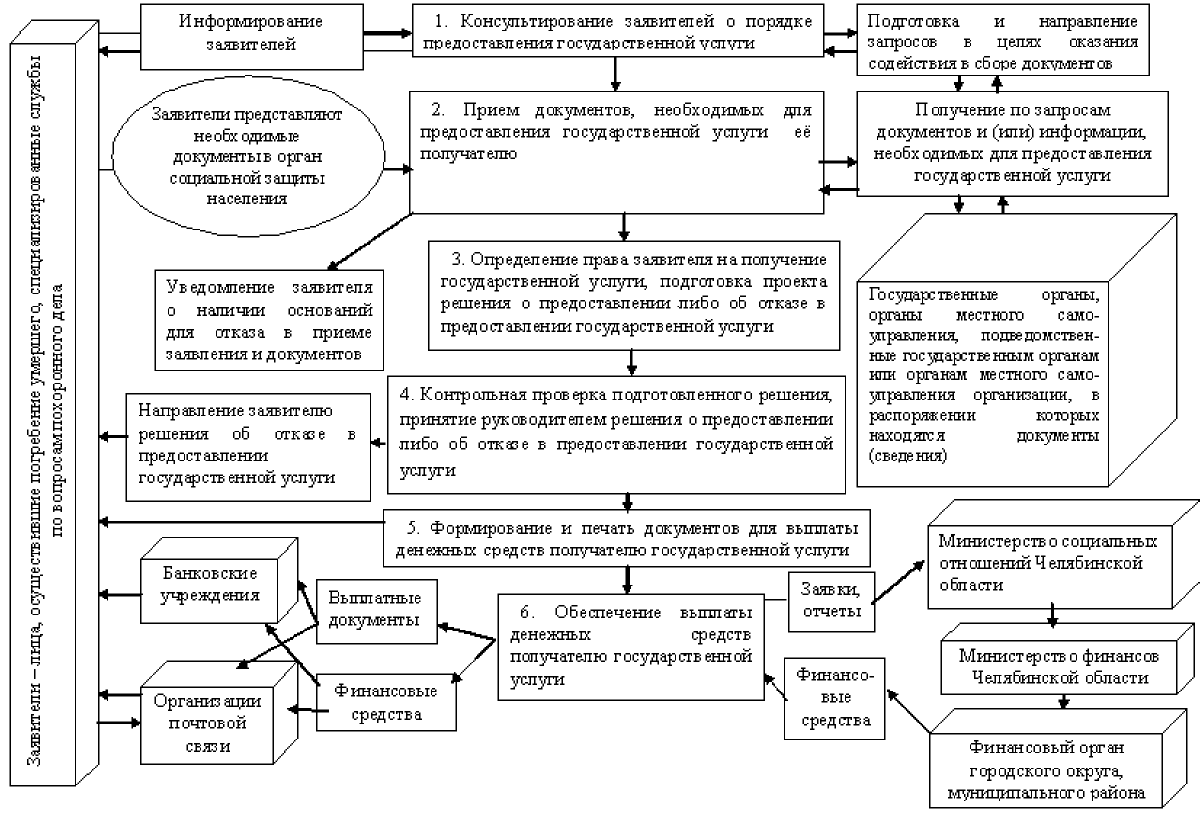 Заявители – лица, осуществившие погребение умершего, специализированные службы
по вопросам похоронного дела
Информирование
заявителей
1. Консультирование заявителей о порядке
предоставления государственной услуги
Подготовка и направление
запросов в целях оказания
содействия в сборе документов
Заявители представляют
необходимые
документы в орган
социальной защиты
населения
2. Прием документов, необходимых для
предоставления государственной услуги её
получателю
Получение по запросам
документов и (или) информации,
необходимых для предоставления
государственной услуги
Уведомление заявителя
о наличии оснований
для отказа в приеме
заявления и документов
3. Определение права заявителя на получение
государственной услуги, подготовка проекта
решения о предоставлении либо об отказе в
предоставлении государственной услуги
Государственные органы,
органы местного само-
управления, подведомствен-
ные государственным органам
или органам местного само-
управления организации, в
распоряжении которых
находятся документы
(сведения)
Направление заявителю
решения об отказе в
предоставлении
государственной услуги
4. Контрольная проверка подготовленного решения,
принятие руководителем решения о предоставлении
либо об отказе в предоставлении государственной
услуги
5. Формирование и печать документов для выплаты
денежных средств получателю государственной услуги
Банковские
учреждения
Выплатные
документы
6. Обеспечение выплаты
денежных средств
получателю государственной
услуги
Заявки,
отчеты
Министерство социальных
отношений Челябинской
области
Организации
почтовой
связи
Финансовые
средства
Финансо-
вые
средства
Министерство финансов
Челябинской области
Финансовый орган
городского округа,
муниципального района